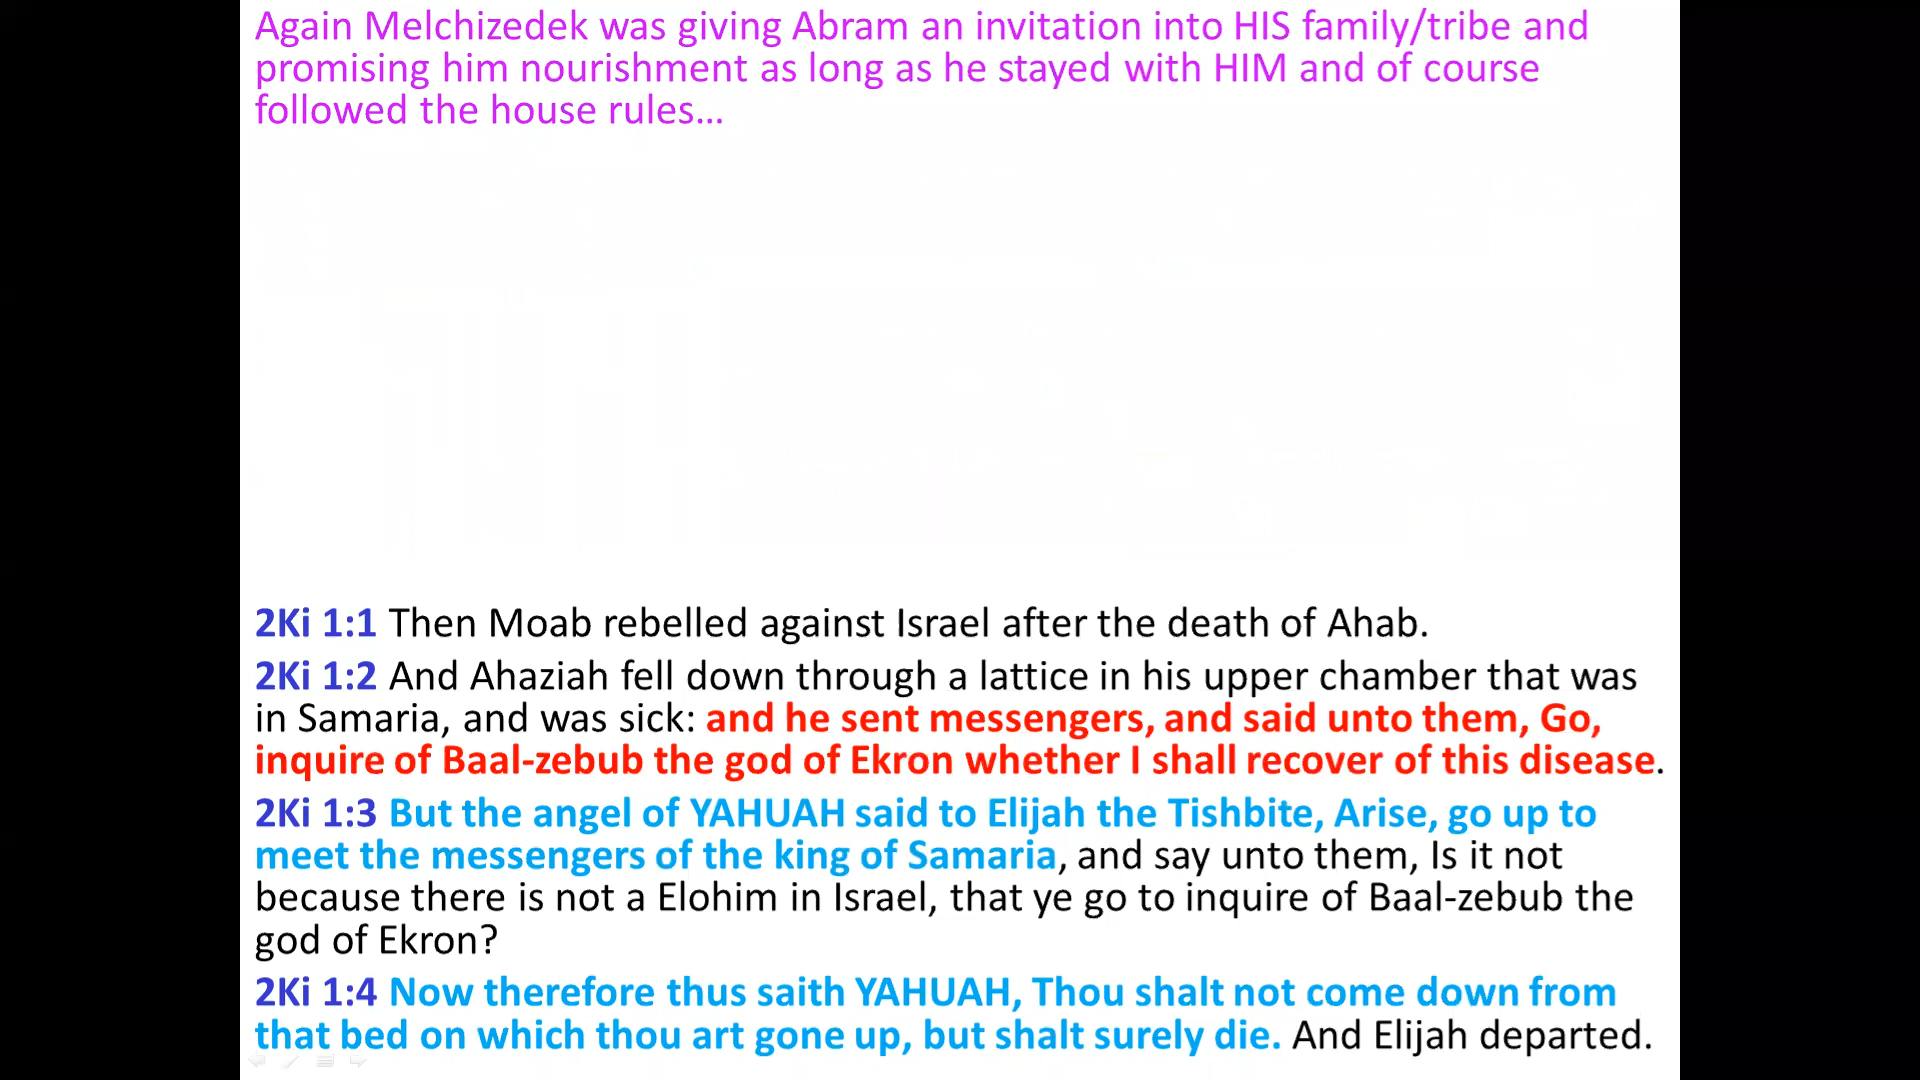 Again Melchizedek was giving Abram an invitation into HIS family/tribe and
promising him nourishment as long as he stayed with HIM and of course
followed the house rules...
2Ki 1:1 Then Moab rebelled against Israel after the death of Ahab.
2Ki 1:2 And Ahaziah fell down through a lattice in his upper chamber that was
in Samaria, and was sick: and he sent messengers, and said unto them, Go,
inquire of Baal-zebub the god of Ekron whether I shall recover of this disease.
2Ki 1:3 But the angel of YAHUAH said to Elijah the Tishbite, Arise, go up to
meet the messengers of the king of Samaria, and say unto them, Is it not
because there is not a Elohim in Israel, that ye go to inquire of Baal-zebub the
god of Ekron?
2Ki 1:4 Now therefore thus saith YAHUAH, Thou shalt not come down from
that bed on which thou art gone up, but shalt surely die. And Elijah departed.